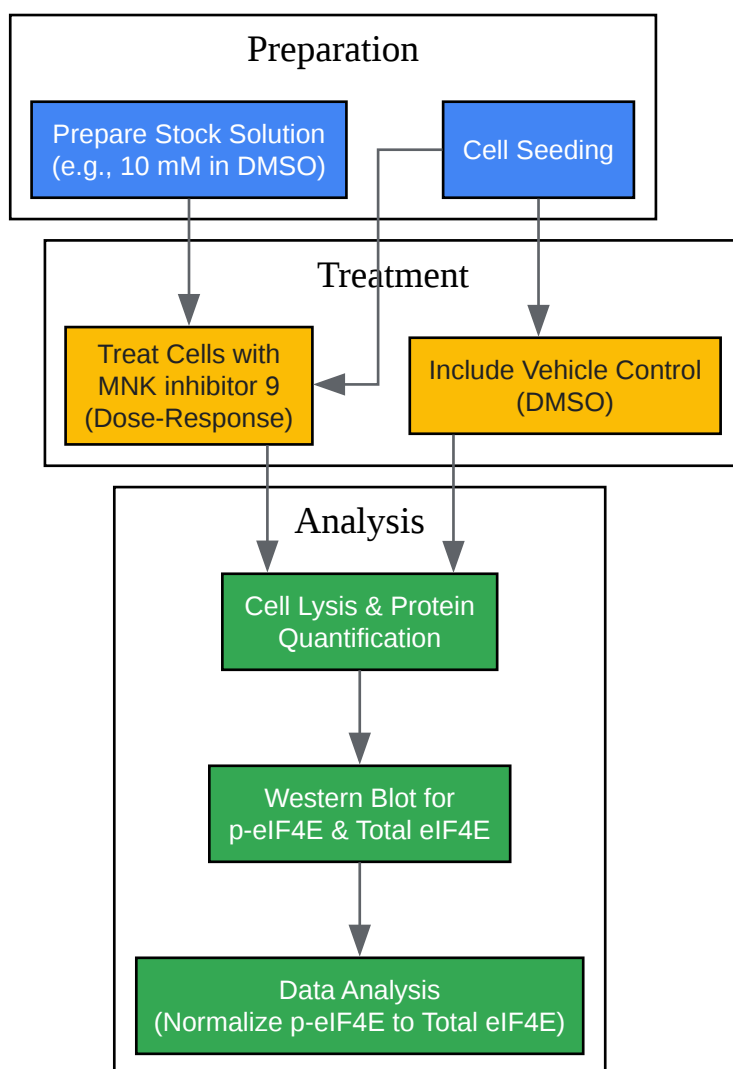 Preparation
Prepare Stock Solution
(e.g., 10 mM in DMSO)
Cell Seeding
Treatment
Treat Cells with
MNK inhibitor 9
(Dose-Response)
Include Vehicle Control
(DMSO)
Analysis
Cell Lysis & Protein
Quantification
Western Blot for
p-eIF4E & Total eIF4E
Data Analysis
(Normalize p-eIF4E to Total eIF4E)